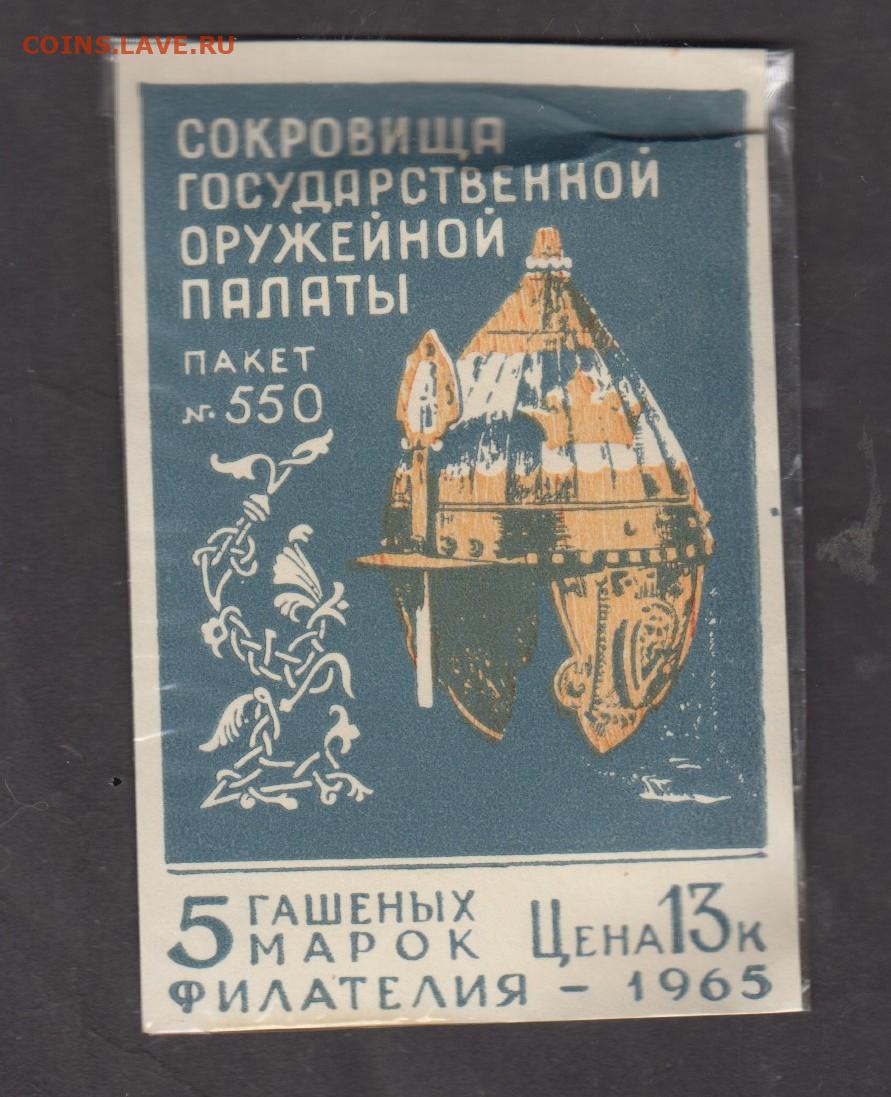 COINS.LAVE.RU
СОКРОВИЩА
ГОСУДАРСТВЕННОЙ
ОРУЖЕЙНОЙ
ПАЛАТЫ
ПАКЕТ
№ 550
5 ГАШЕНЫХ
МАРОК
ЦЕНА 13 К
ФИЛАТЕЛИЯ – 1965